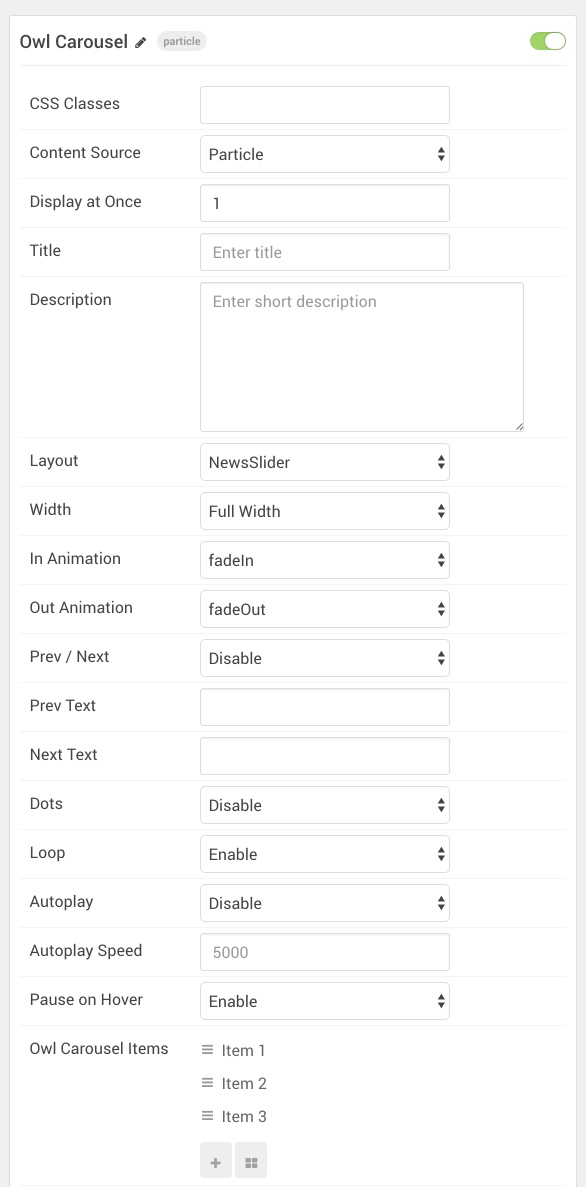 Owl Carousel particle
CSS Classes
Content Source Particle
Display at Once 1
Title Enter title
Description Enter short description
Layout NewsSlider
Width Full Width
In Animation fadeIn
Out Animation fadeOut
Prev / Next Disable
Prev Text
Next Text
Dots Disable
Loop Enable
Autoplay Disable
Autoplay Speed 5000
Pause on Hover Enable
Owl Carousel Items Item 1
Item 2
Item 3